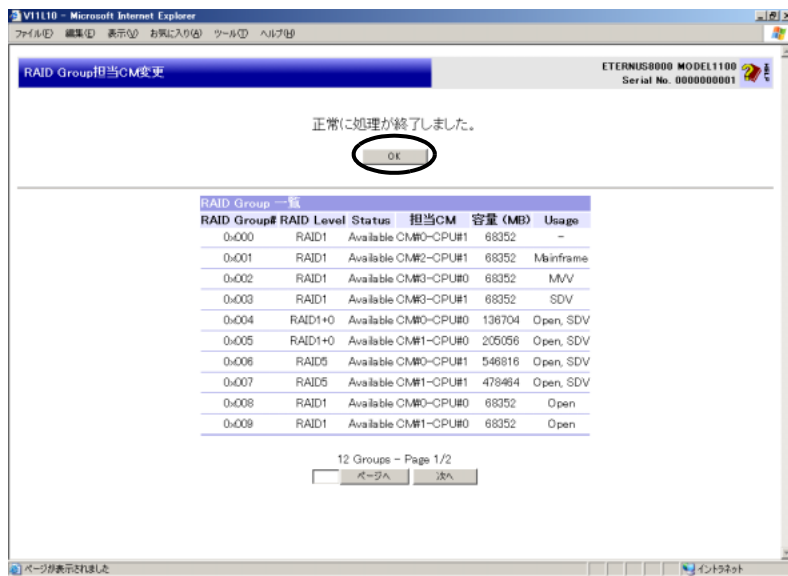 V11L10 - Microsoft Internet Explorer
ファイル(F) 編集(E) 表示(V) お気に入り(A) ツール(T) ヘルプ(H)
RAID Group担当CM変更
ETERNUS8000 MODEL1100
Serial No. 0000000001
正常に処理が終了しました。
OK
RAID Group 一覧
RAID Group# RAID Level Status 担当CM 容量 (MB) Usage
0x000 RAID1 Available CM#0-CPU#1 68352 -
0x001 RAID1 Available CM#2-CPU#1 68352 Mainframe
0x002 RAID1 Available CM#3-CPU#0 68352 MVV
0x003 RAID1 Available CM#3-CPU#1 68352 SDV
0x004 RAID1+0 Available CM#0-CPU#0 136704 Open, SDV
0x005 RAID1+0 Available CM#1-CPU#0 205056 Open, SDV
0x006 RAID5 Available CM#0-CPU#1 546816 Open, SDV
0x007 RAID5 Available CM#1-CPU#1 478464 Open, SDV
0x008 RAID1 Available CM#0-CPU#0 68352 Open
0x009 RAID1 Available CM#1-CPU#0 68352 Open
12 Groups - Page 1/2
ページへ 次へ
ページが表示されました イントラネット